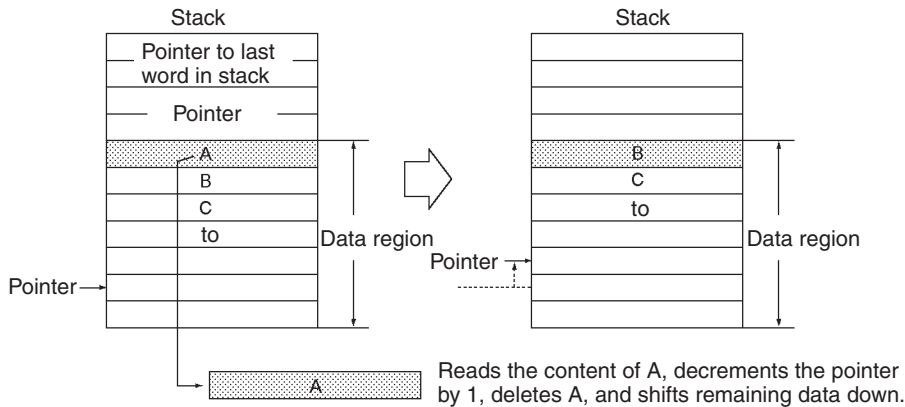 Stack
Pointer to last
word in stack
Pointer
A
B
C
to
Data region
Pointer
A
Stack
B
C
to
Data region
Pointer
Reads the content of A, decrements the pointer
by 1, deletes A, and shifts remaining data down.